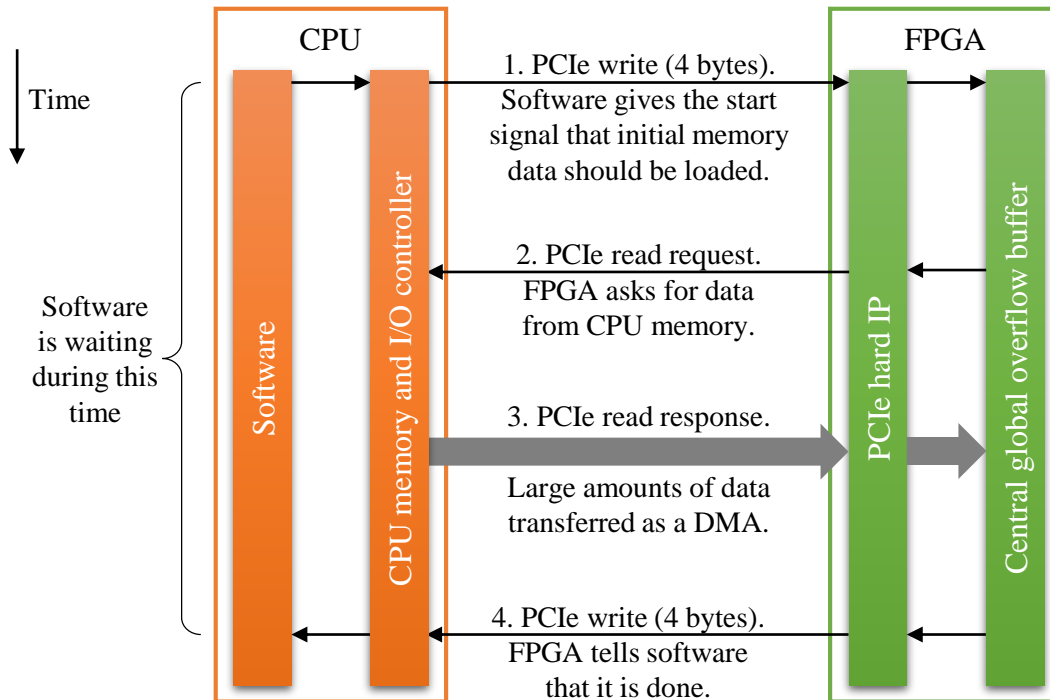 CPU
FPGA
Time
1. PCIe write (4 bytes).
Software gives the start
signal that initial memory
data should be loaded.
2. PCIe read request.
FPGA asks for data
from CPU memory.
Software
is waiting
during this
time
3. PCIe read response.
Large amounts of data
transferred as a DMA.
4. PCIe write (4 bytes).
FPGA tells software
that it is done.
Software
CPU memory and I/O controller
PCIe hard IP
Central global overflow buffer